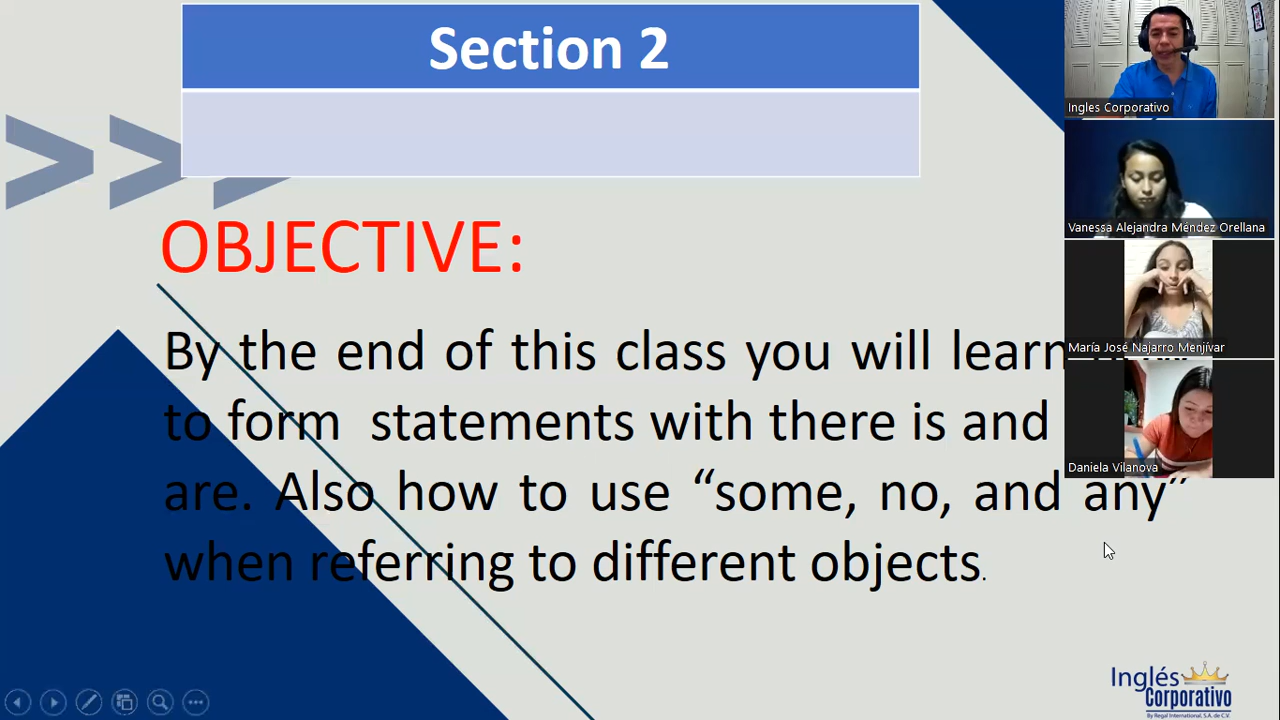 Section 2
OBJECTIVE:
By the end of this class you will learn
to form statements with there is and
are. Also how to use “some, no, and any“
when referring to different objects.
Ingles Corporativo
Vanessa Alejandra Méndez Orellana
María José Najarro Menjívar
Daniela Vilanova
Inglés
Corporativo
By Regal International, S.A. de C.V.